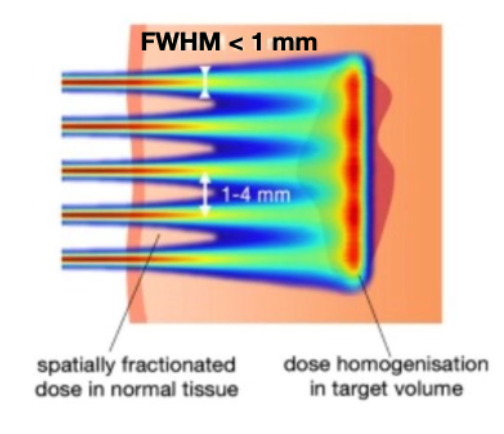 FWHM < 1 mm
1-4 mm
spatially fractionated
dose in normal tissue
dose homogenisation
in target volume